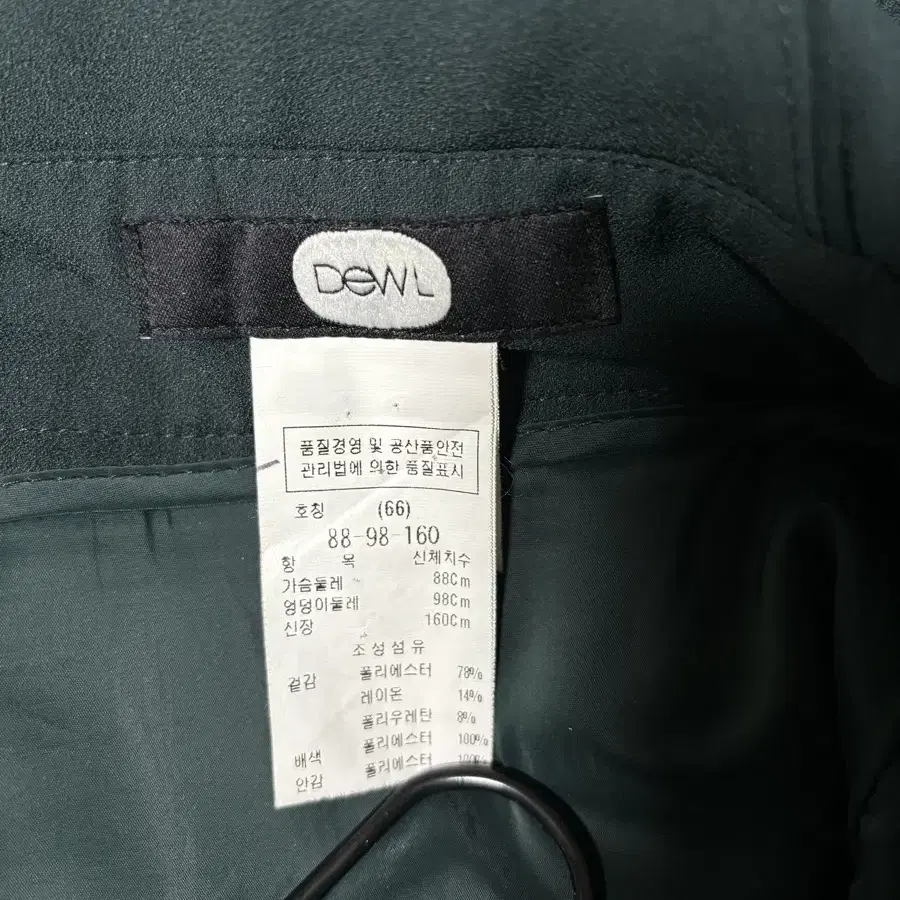 DeWL
품질경영 및 공산품안전
관리법에 의한 품질표시
호칭 (66)
88-98-160
항 목 신체치수
가슴둘레 88Cm
엉덩이둘레 98Cm
신장 160Cm
조성섬유
겉감 폴리에스터 78%
레이온 14%
폴리우레탄 8%
배색 폴리에스터 100%
안감 폴리에스터 100%